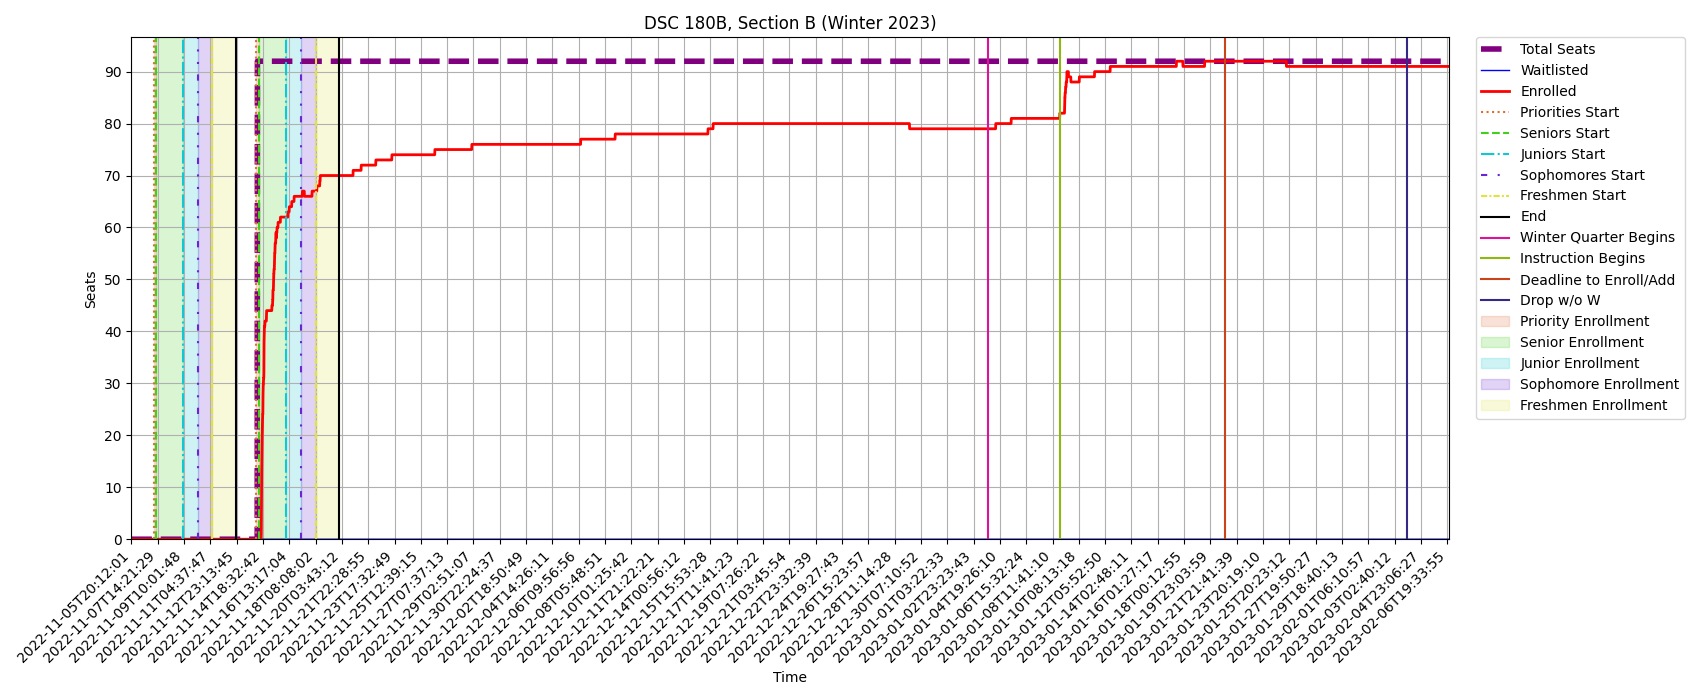 DSC 180B, Section B (Winter 2023)
Seats
90
80
70
60
50
40
30
20
10
0
2022-11-05T20:12:01
2022-11-07T14:21:29
2022-11-09T10:01:48
2022-11-11T04:37:47
2022-11-12T23:13:45
2022-11-14T18:32:42
2022-11-16T13:17:04
2022-11-18T08:08:02
2022-11-20T03:43:12
2022-11-21T22:28:55
2022-11-23T17:32:49
2022-11-25T12:39:15
2022-11-27T07:37:13
2022-11-29T02:51:07
2022-11-30T22:24:37
2022-12-02T18:50:49
2022-12-04T14:26:11
2022-12-06T09:56:56
2022-12-08T05:48:51
2022-12-10T01:25:42
2022-12-11T21:22:21
2022-12-14T00:56:12
2022-12-15T15:53:28
2022-12-17T11:41:23
2022-12-19T07:26:22
2022-12-21T03:45:54
2022-12-22T23:32:39
2022-12-24T19:27:43
2022-12-26T15:23:57
2022-12-28T11:14:28
2022-12-30T07:10:52
2023-01-01T03:22:33
2023-01-02T23:23:43
2023-01-04T19:26:10
2023-01-06T15:32:24
2023-01-08T11:41:10
2023-01-10T08:13:18
2023-01-12T05:52:50
2023-01-14T02:48:11
2023-01-16T01:27:17
2023-01-18T00:12:55
2023-01-19T23:03:59
2023-01-21T21:41:39
2023-01-23T20:19:10
2023-01-25T20:23:12
2023-01-27T19:50:27
2023-01-29T18:40:13
2023-02-01T06:10:57
2023-02-03T02:40:12
2023-02-04T23:06:27
2023-02-06T19:33:55
Time
Total Seats
Waitlisted
Enrolled
Priorities Start
Seniors Start
Juniors Start
Sophomores Start
Freshmen Start
End
Winter Quarter Begins
Instruction Begins
Deadline to Enroll/Add
Drop w/o W
Priority Enrollment
Senior Enrollment
Junior Enrollment
Sophomore Enrollment
Freshmen Enrollment